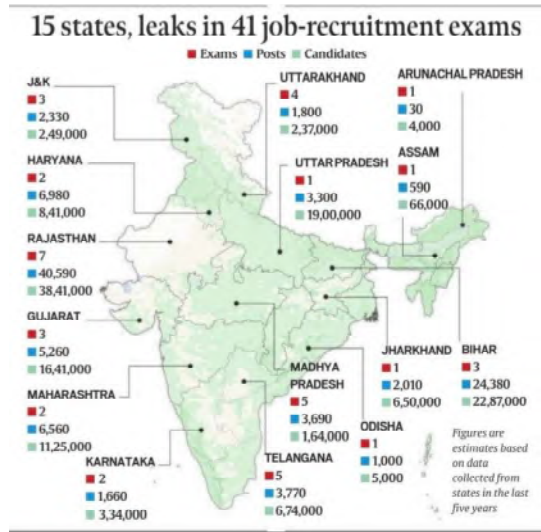 15 states, leaks in 41 job-recruitment exams
Exams Posts Candidates
J&K
3
2,330
2,49,000
UTTARAKHAND
4
1,800
2,37,000
ARUNACHAL PRADESH
1
30
4,000
HARYANA
2
6,980
8,41,000
UTTAR PRADESH
1
3,300
19,00,000
ASSAM
1
590
66,000
RAJASTHAN
7
40,590
38,41,000
GUJARAT
3
5,260
16,41,000
MAHARASHTRA
2
6,560
11,25,000
KARNATAKA
2
1,660
3,34,000
TELANGANA
5
3,770
6,74,000
MADHYA
PRADESH
5
3,690
1,64,000
ODISHA
1
1,000
5,000
JHARKHAND
1
2,010
6,50,000
BIHAR
3
24,380
22,87,000
Figures are
estimates based
on data
collected from
states in the last
five years